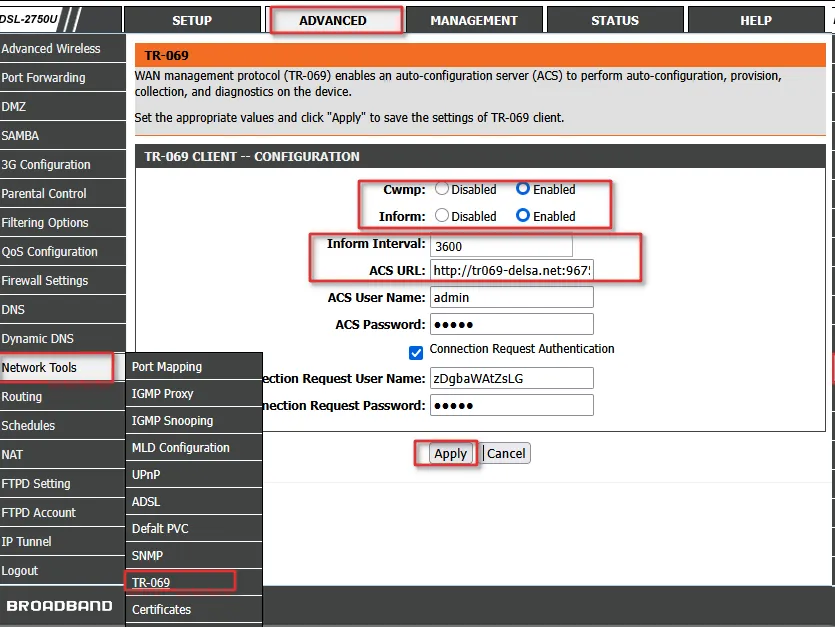 DSL-2750U
SETUP
ADVANCED
MANAGEMENT
STATUS
HELP
Advanced Wireless
Port Forwarding
DMZ
SAMBA
3G Configuration
Parental Control
Filtering Options
QoS Configuration
Firewall Settings
DNS
Dynamic DNS
Network Tools
Routing
Schedules
NAT
FTPD Setting
FTPD Account
IP Tunnel
Logout
BROADBAND
Port Mapping
IGMP Proxy
IGMP Snooping
MLD Configuration
UPnP
ADSL
Defalt PVC
SNMP
TR-069
Certificates
TR-069
WAN management protocol (TR-069) enables an auto-configuration server (ACS) to perform auto-configuration, provision,
collection, and diagnostics on the device.
Set the appropriate values and click "Apply" to save the settings of TR-069 client.
TR-069 CLIENT -- CONFIGURATION
Cwmp: Disabled Enabled
Inform: Disabled Enabled
Inform Interval: 3600
ACS URL: http://tr069-delsa.net:967
ACS User Name: admin
ACS Password: •••••
Connection Request Authentication
ection Request User Name: zDgbaWAtZsLG
nection Request Password: •••••
Apply Cancel